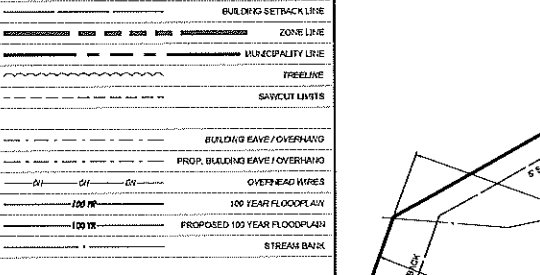 BUILDING SETBACK LINE
ZONE LINE
MUNICIPALITY LINE
TREELINE
SAWCUT LIMITS
BUILDING EAVE / OVERHANG
PROP. BUILDING EAVE / OVERHANG
OH OH OH OVERHEAD WIRES
100 YR 100 YEAR FLOODPLAIN
100 YR PROPOSED 100 YEAR FLOODPLAIN
STREAM BANK